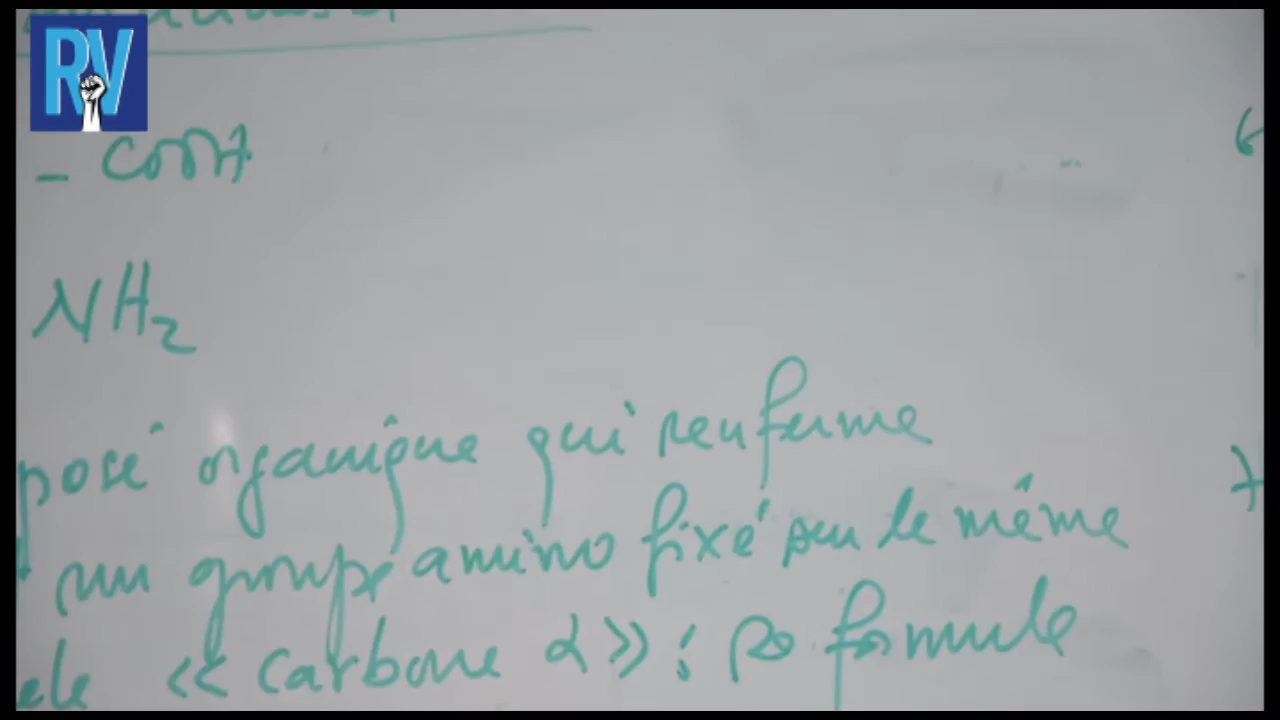 RV
- COOH
NH2
posé organique qui renferme
un groupe amino fixé sur le même
ele << carbone α >> : sa formule